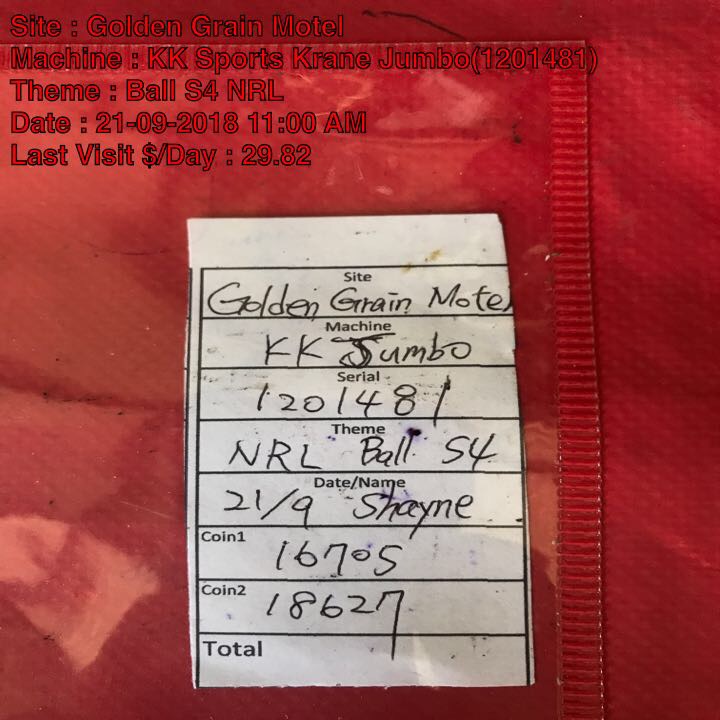 Site : Golden Grain Motel
Machine : KK Sports Krane Jumbo(1201481)
Theme : Ball S4 NRL
Date : 21-09-2018 11:00 AM
Last Visit $/Day : 29.82
Site
Golden Grain Motel
Machine
KK Jumbo
Serial
1201481
Theme
NRL Ball S4
Date/Name
21/9 Shayne
Coin1
16705
Coin2
18627
Total